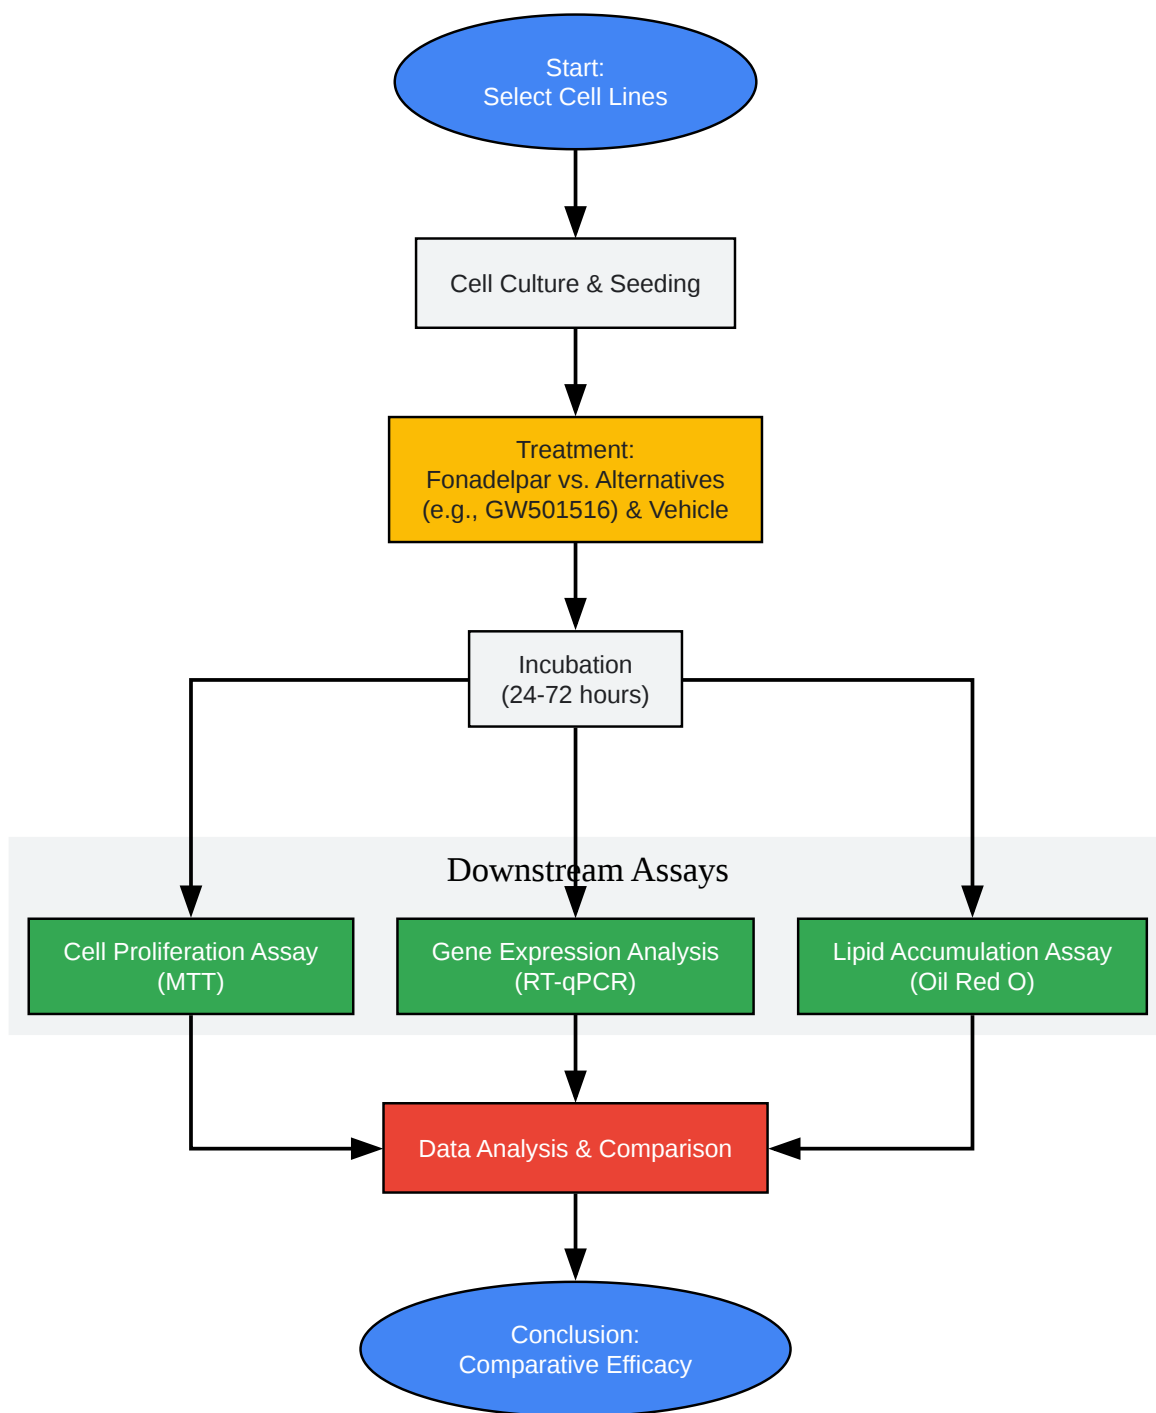 Start:
Select Cell Lines
Cell Culture & Seeding
Treatment:
Fonadelpar vs. Alternatives
(e.g., GW501516) & Vehicle
Incubation
(24-72 hours)
Downstream Assays
Cell Proliferation Assay
(MTT)
Gene Expression Analysis
(RT-qPCR)
Lipid Accumulation Assay
(Oil Red O)
Data Analysis & Comparison
Conclusion:
Comparative Efficacy